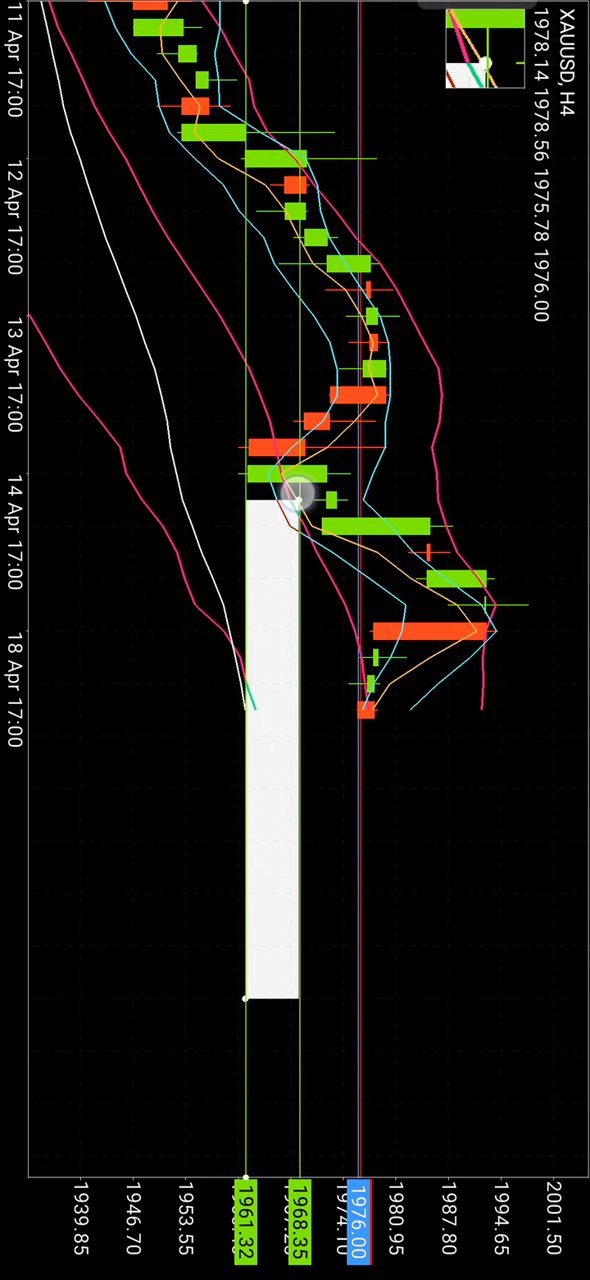 XAUUSD, H4
1978.14 1978.56 1975.78 1976.00
2001.50
1994.65
1987.80
1980.95
1976.00
1974.10
1968.35
1961.32
1953.55
1946.70
1939.85
11 Apr 17:00
12 Apr 17:00
13 Apr 17:00
14 Apr 17:00
18 Apr 17:00